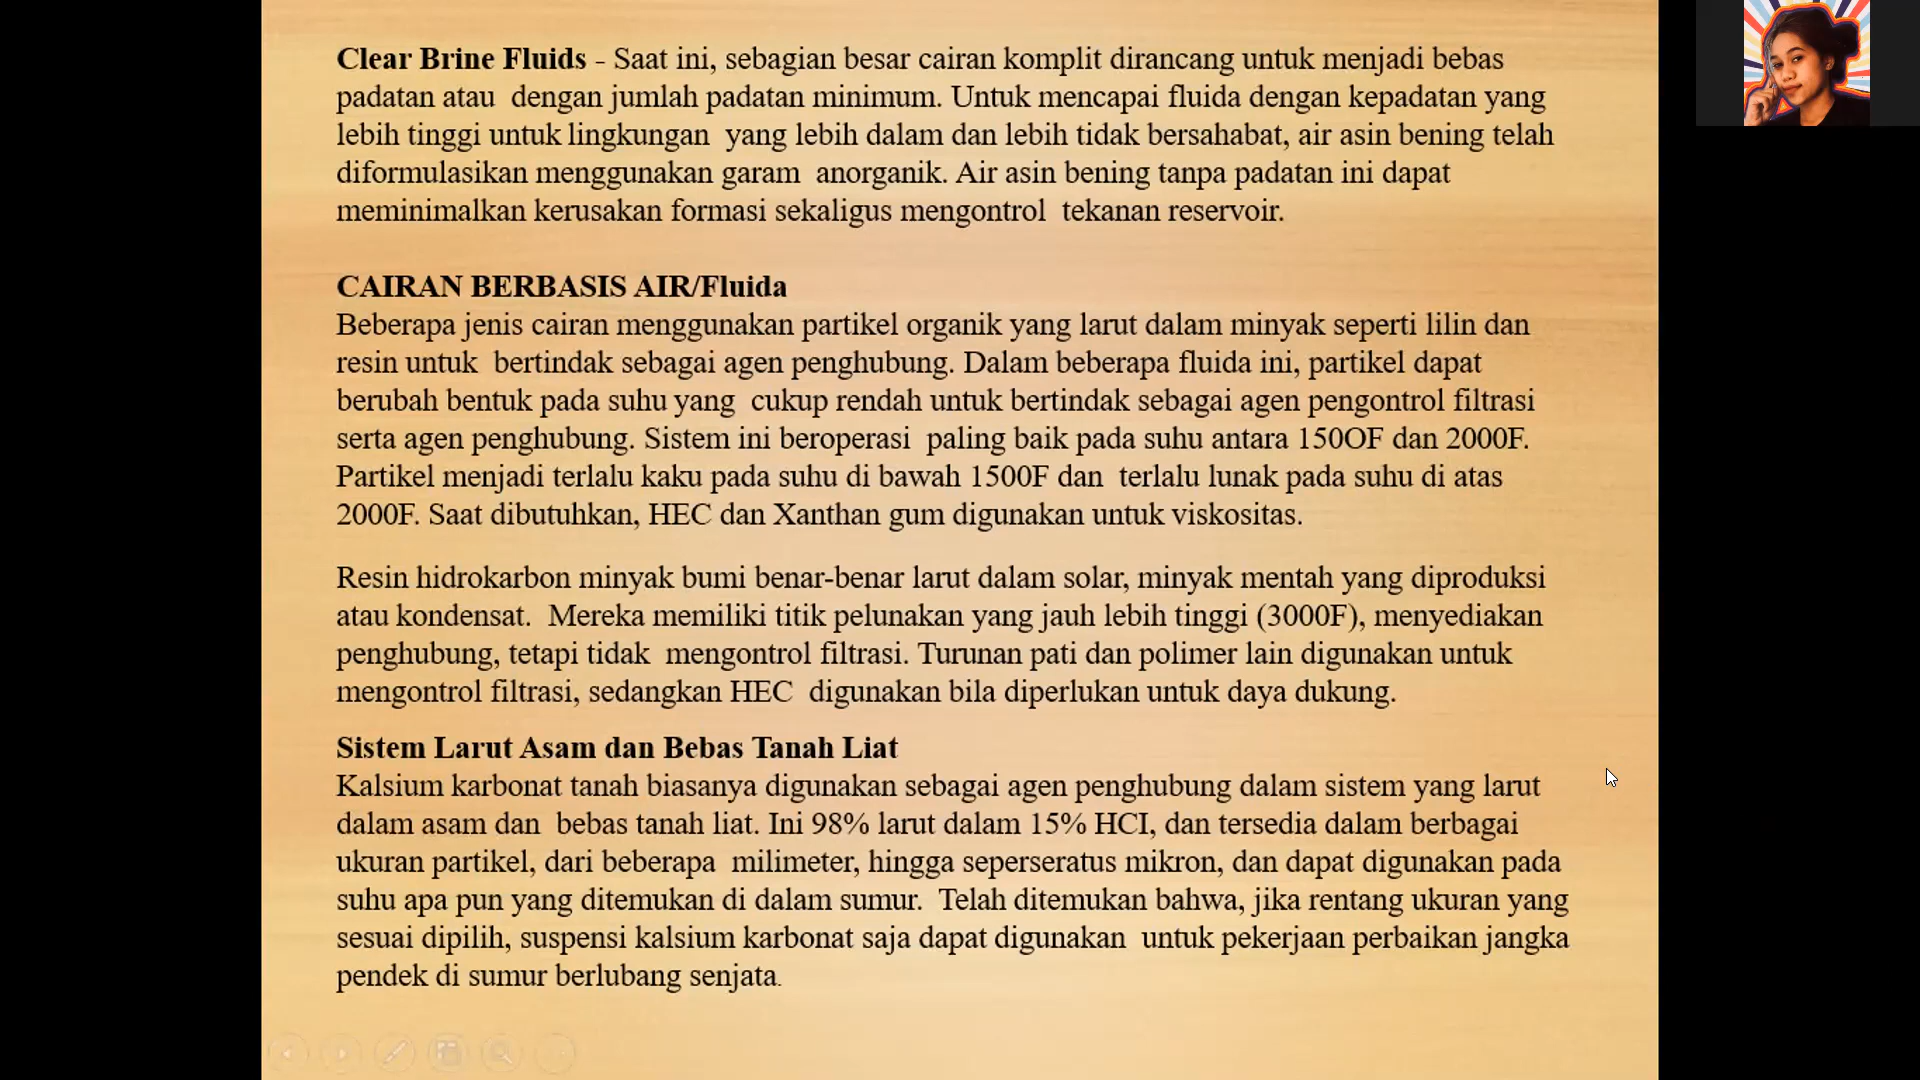 Clear Brine Fluids - Saat ini, sebagian besar cairan komplit dirancang untuk menjadi bebas
padatan atau dengan jumlah padatan minimum. Untuk mencapai fluida dengan kepadatan yang
lebih tinggi untuk lingkungan yang lebih dalam dan lebih tidak bersahabat, air asin bening telah
diformulasikan menggunakan garam anorganik. Air asin bening tanpa padatan ini dapat
meminimalkan kerusakan formasi sekaligus mengontrol tekanan reservoir.
CAIRAN BERBASIS AIR/Fluida
Beberapa jenis cairan menggunakan partikel organik yang larut dalam minyak seperti lilin dan
resin untuk bertindak sebagai agen penghubung. Dalam beberapa fluida ini, partikel dapat
berubah bentuk pada suhu yang cukup rendah untuk bertindak sebagai agen pengontrol filtrasi
serta agen penghubung. Sistem ini beroperasi paling baik pada suhu antara 150OF dan 2000F.
Partikel menjadi terlalu kaku pada suhu di bawah 1500F dan terlalu lunak pada suhu di atas
2000F. Saat dibutuhkan, HEC dan Xanthan gum digunakan untuk viskositas.
Resin hidrokarbon minyak bumi benar-benar larut dalam solar, minyak mentah yang diproduksi
atau kondensat. Mereka memiliki titik pelunakan yang jauh lebih tinggi (3000F), menyediakan
penghubung, tetapi tidak mengontrol filtrasi. Turunan pati dan polimer lain digunakan untuk
mengontrol filtrasi, sedangkan HEC digunakan bila diperlukan untuk daya dukung.
Sistem Larut Asam dan Bebas Tanah Liat
Kalsium karbonat tanah biasanya digunakan sebagai agen penghubung dalam sistem yang larut
dalam asam dan bebas tanah liat. Ini 98% larut dalam 15% HCI, dan tersedia dalam berbagai
ukuran partikel, dari beberapa milimeter, hingga seperseratus mikron, dan dapat digunakan pada
suhu apa pun yang ditemukan di dalam sumur. Telah ditemukan bahwa, jika rentang ukuran yang
sesuai dipilih, suspensi kalsium karbonat saja dapat digunakan untuk pekerjaan perbaikan jangka
pendek di sumur berlubang senjata.